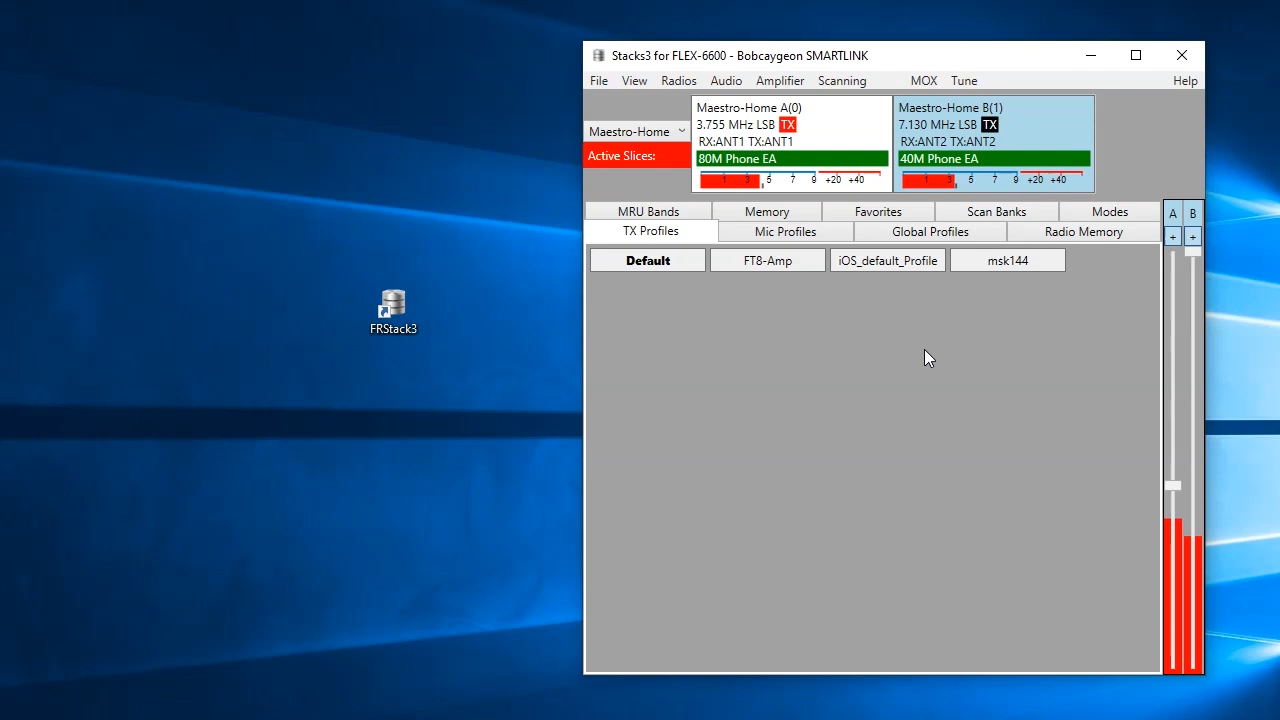 FRStack3
Stacks3 for FLEX-6600 - Bobcaygeon SMARTLINK
File View Radios Audio Amplifier Scanning MOX Tune Help
Maestro-Home
Active Slices:
Maestro-Home A(0)
3.755 MHz LSB TX
RX:ANT1 TX:ANT1
80M Phone EA
1 3 5 7 9 +20 +40
Maestro-Home B(1)
7.130 MHz LSB TX
RX:ANT2 TX:ANT2
40M Phone EA
1 3 5 7 9 +20 +40
MRU Bands Memory Favorites Scan Banks Modes
TX Profiles Mic Profiles Global Profiles Radio Memory
Default FT8-Amp iOS_default_Profile msk144
A B
+ +